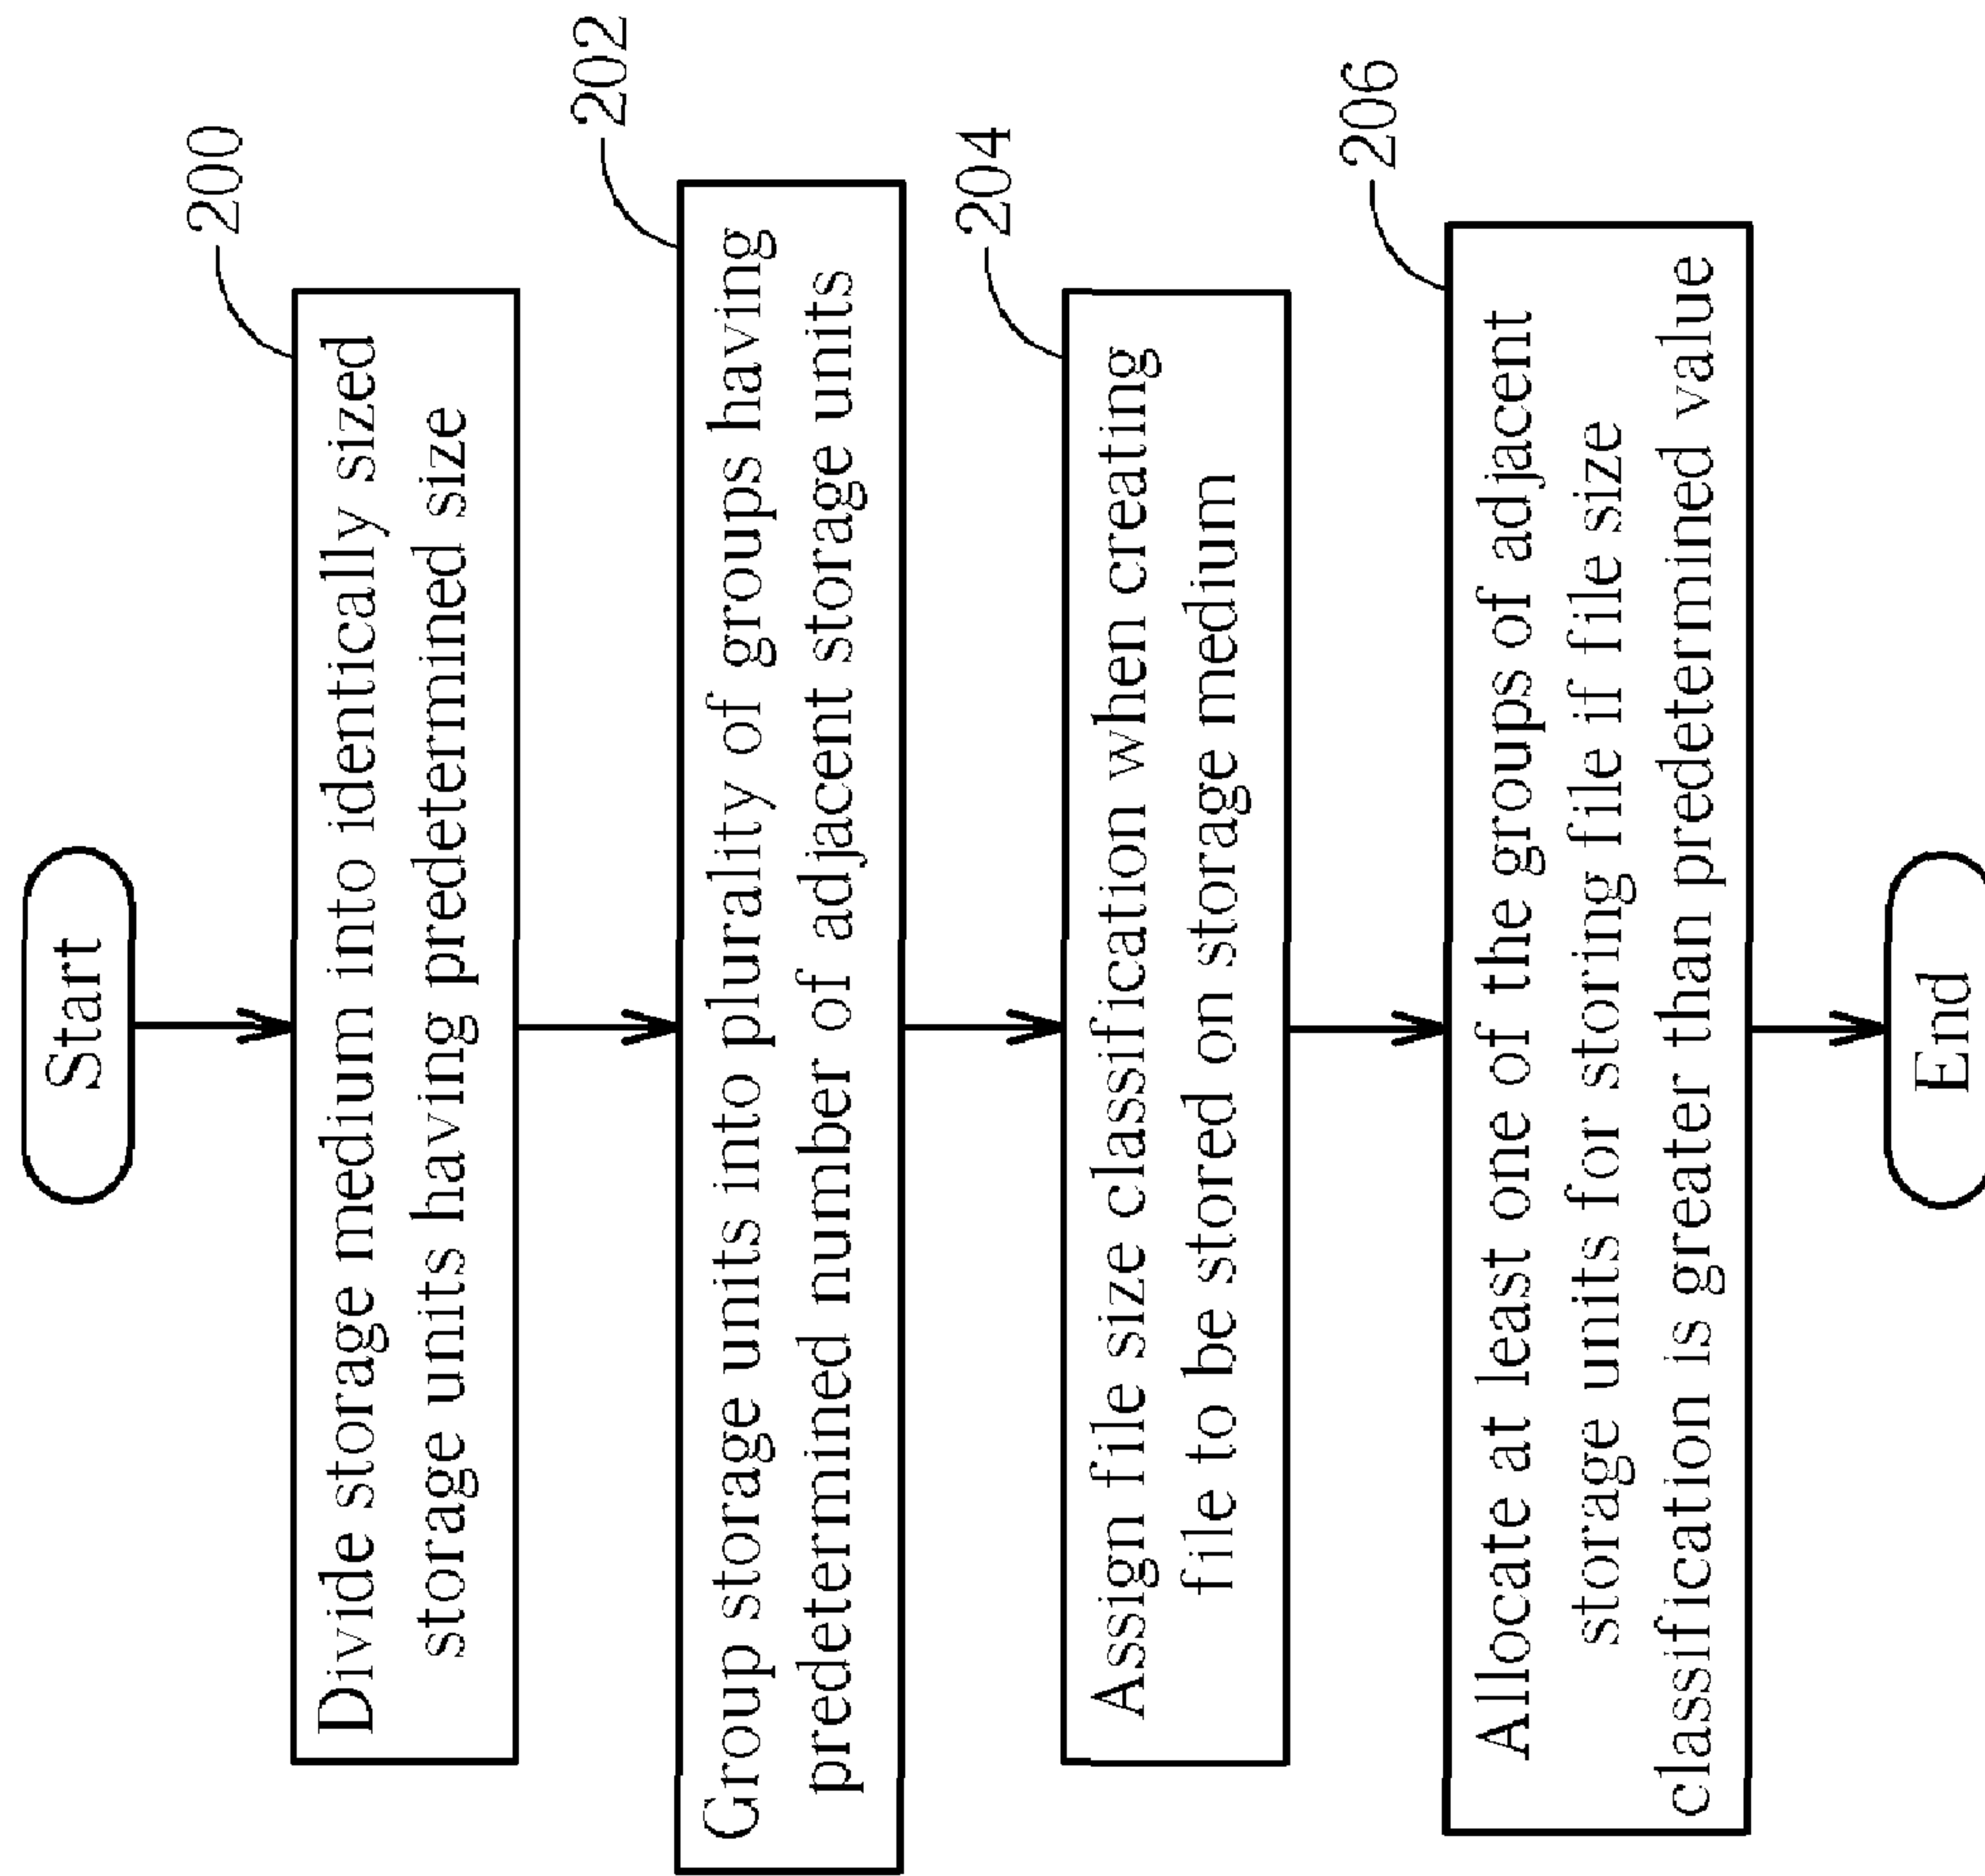 Start
200
Divide storage medium into identically sized
storage units having predetermined size
202
Group storage units into plurality of groups having
predetermined number of adjacent storage units
204
Assign file size classification when creating
file to be stored on storage medium
206
Allocate at least one of the groups of adjacent
storage units for storing file if file size
classification is greater than predetermined value
End